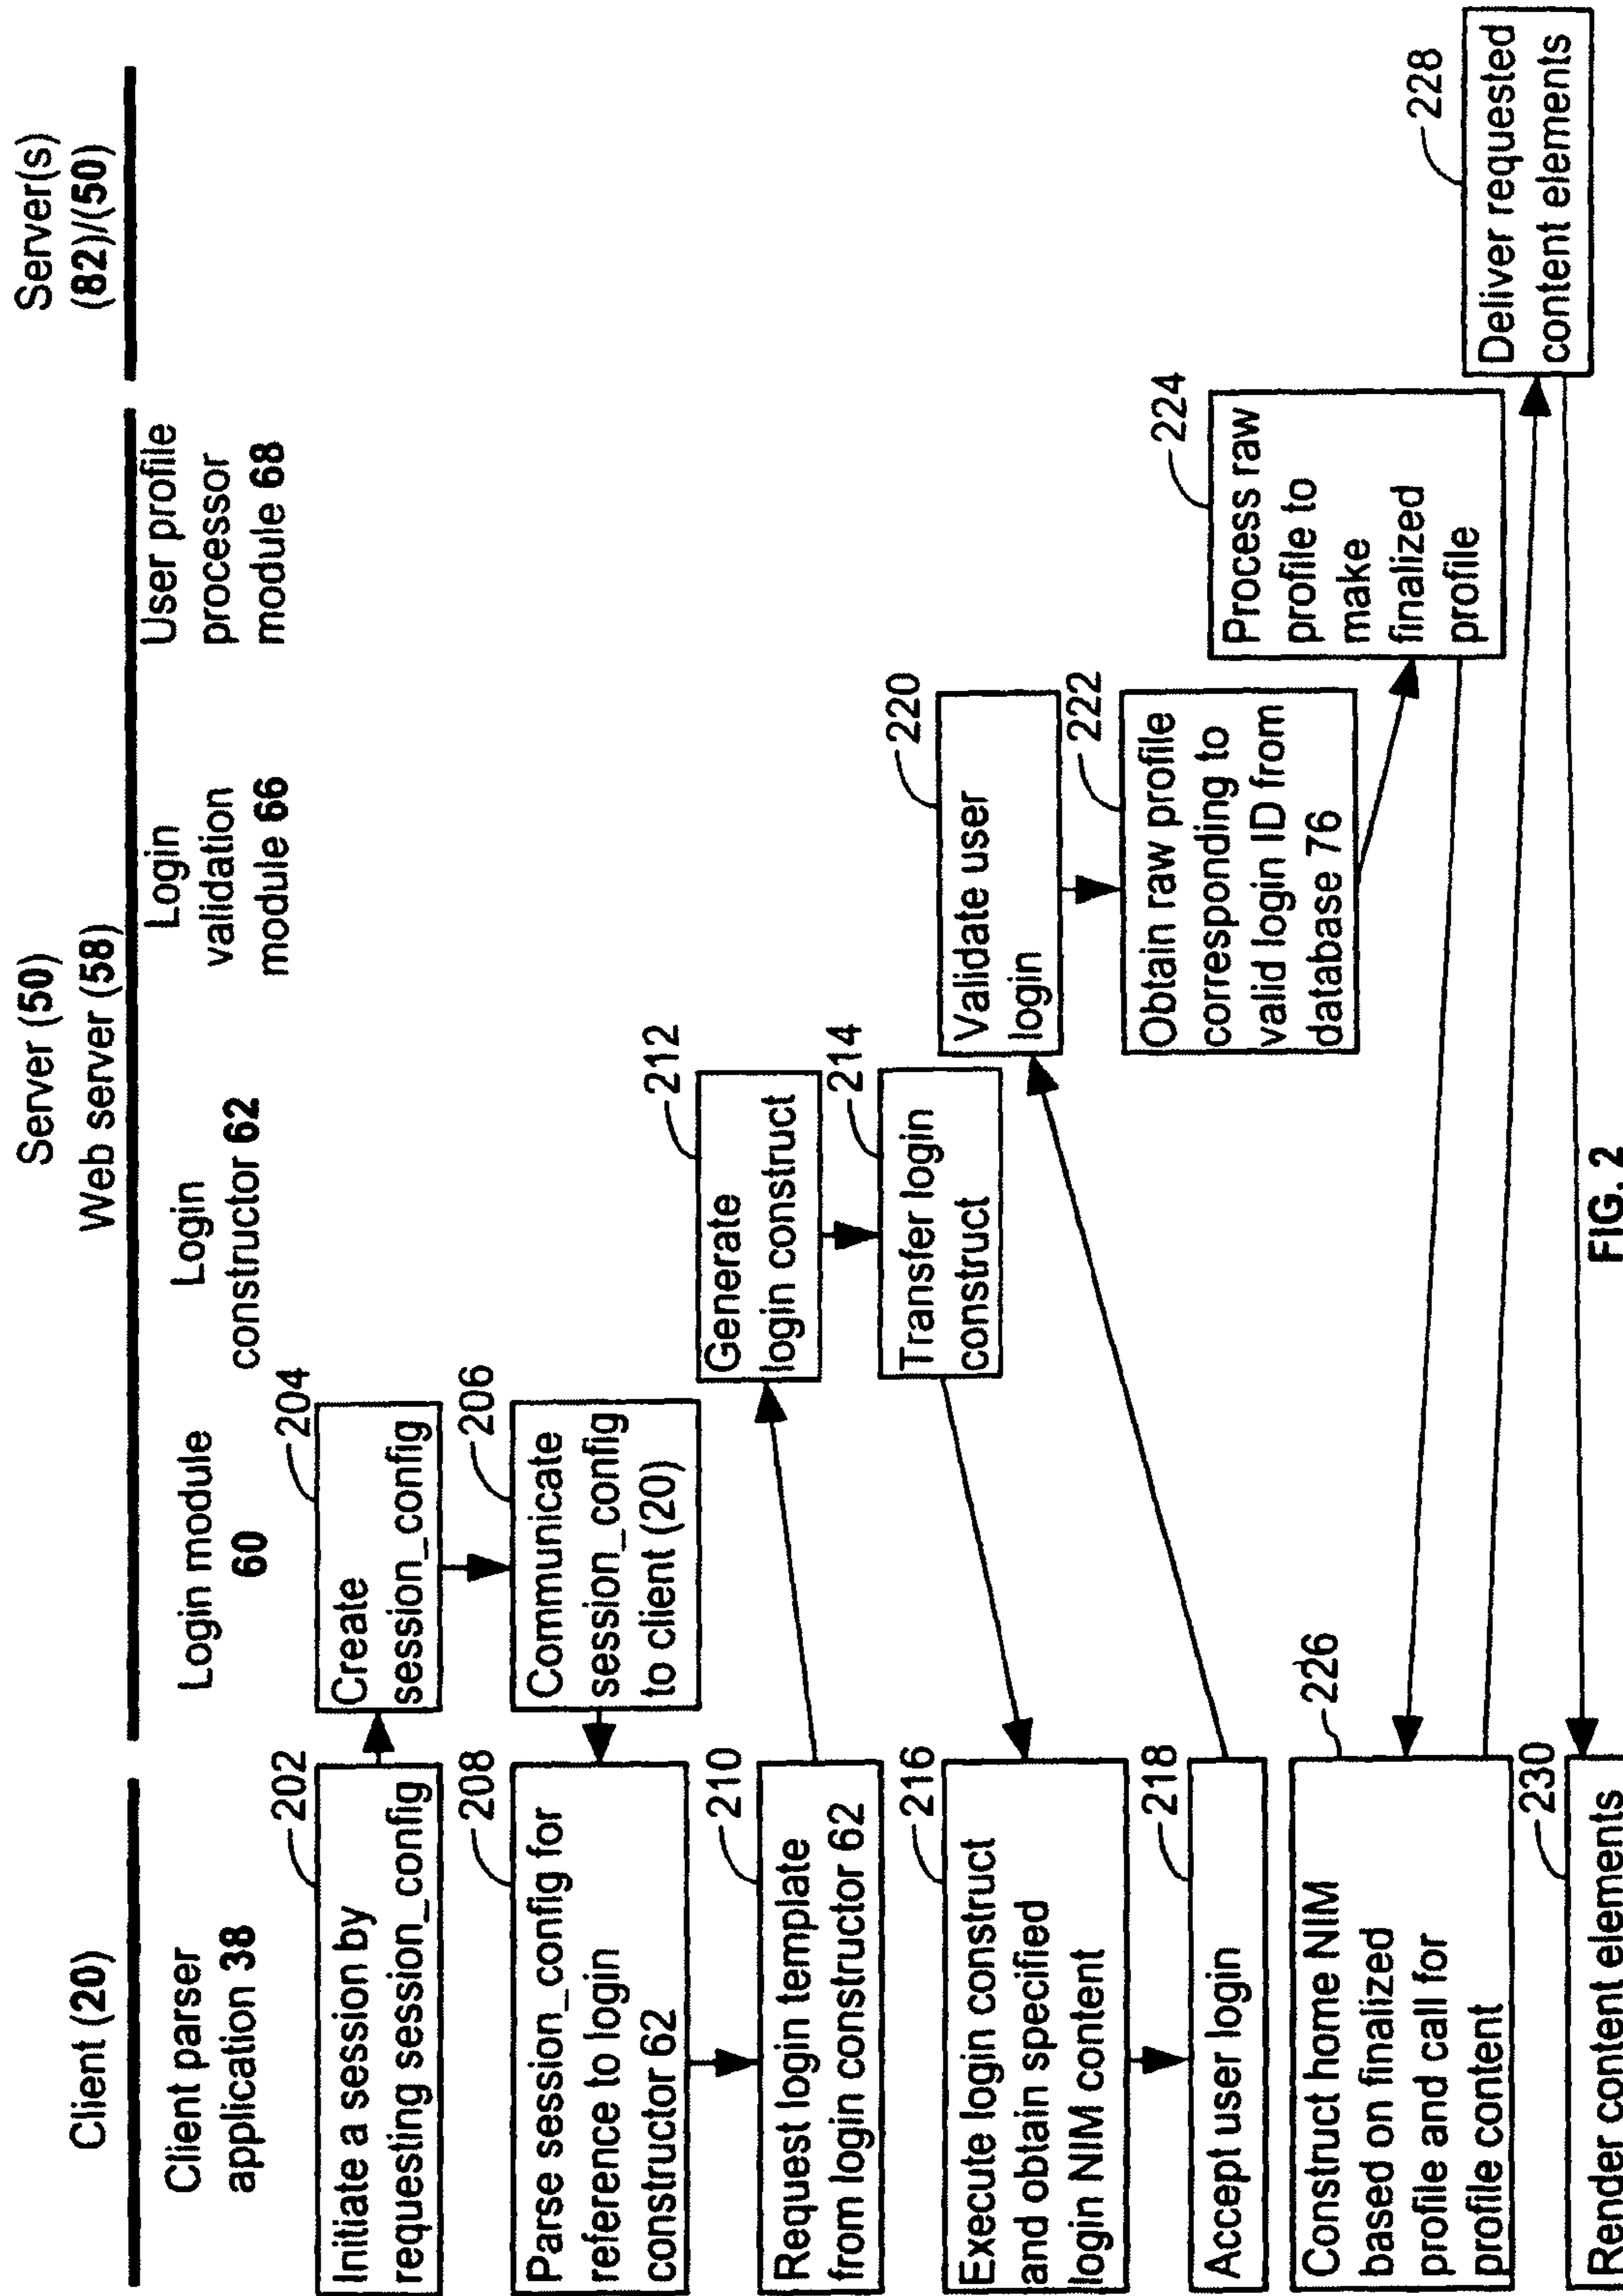 Client (20)
Server (50)
Web server (58)
Server(s)
(82)/(50)
Client parser
application 38
Login module
60
Login
constructor 62
Login
validation
module 66
User profile
processor
module 68
202
Initiate a session by
requesting session_config
204
Create
session_config
206
Communicate
session_config
to client (20)
208
Parse session_config for
reference to login
constructor 62
210
Request login template
from login constructor 62
212
Generate
login construct
214
Transfer login
construct
216
Execute login construct
and obtain specified
login NIM content
218
Accept user login
220
Validate user
login
222
Obtain raw profile
corresponding to
valid login ID from
database 76
224
Process raw
profile to
make
finalized
profile
226
Construct home NIM
based on finalized
profile and call for
profile content
228
Deliver requested
content elements
230
Render content elements
FIG. 2